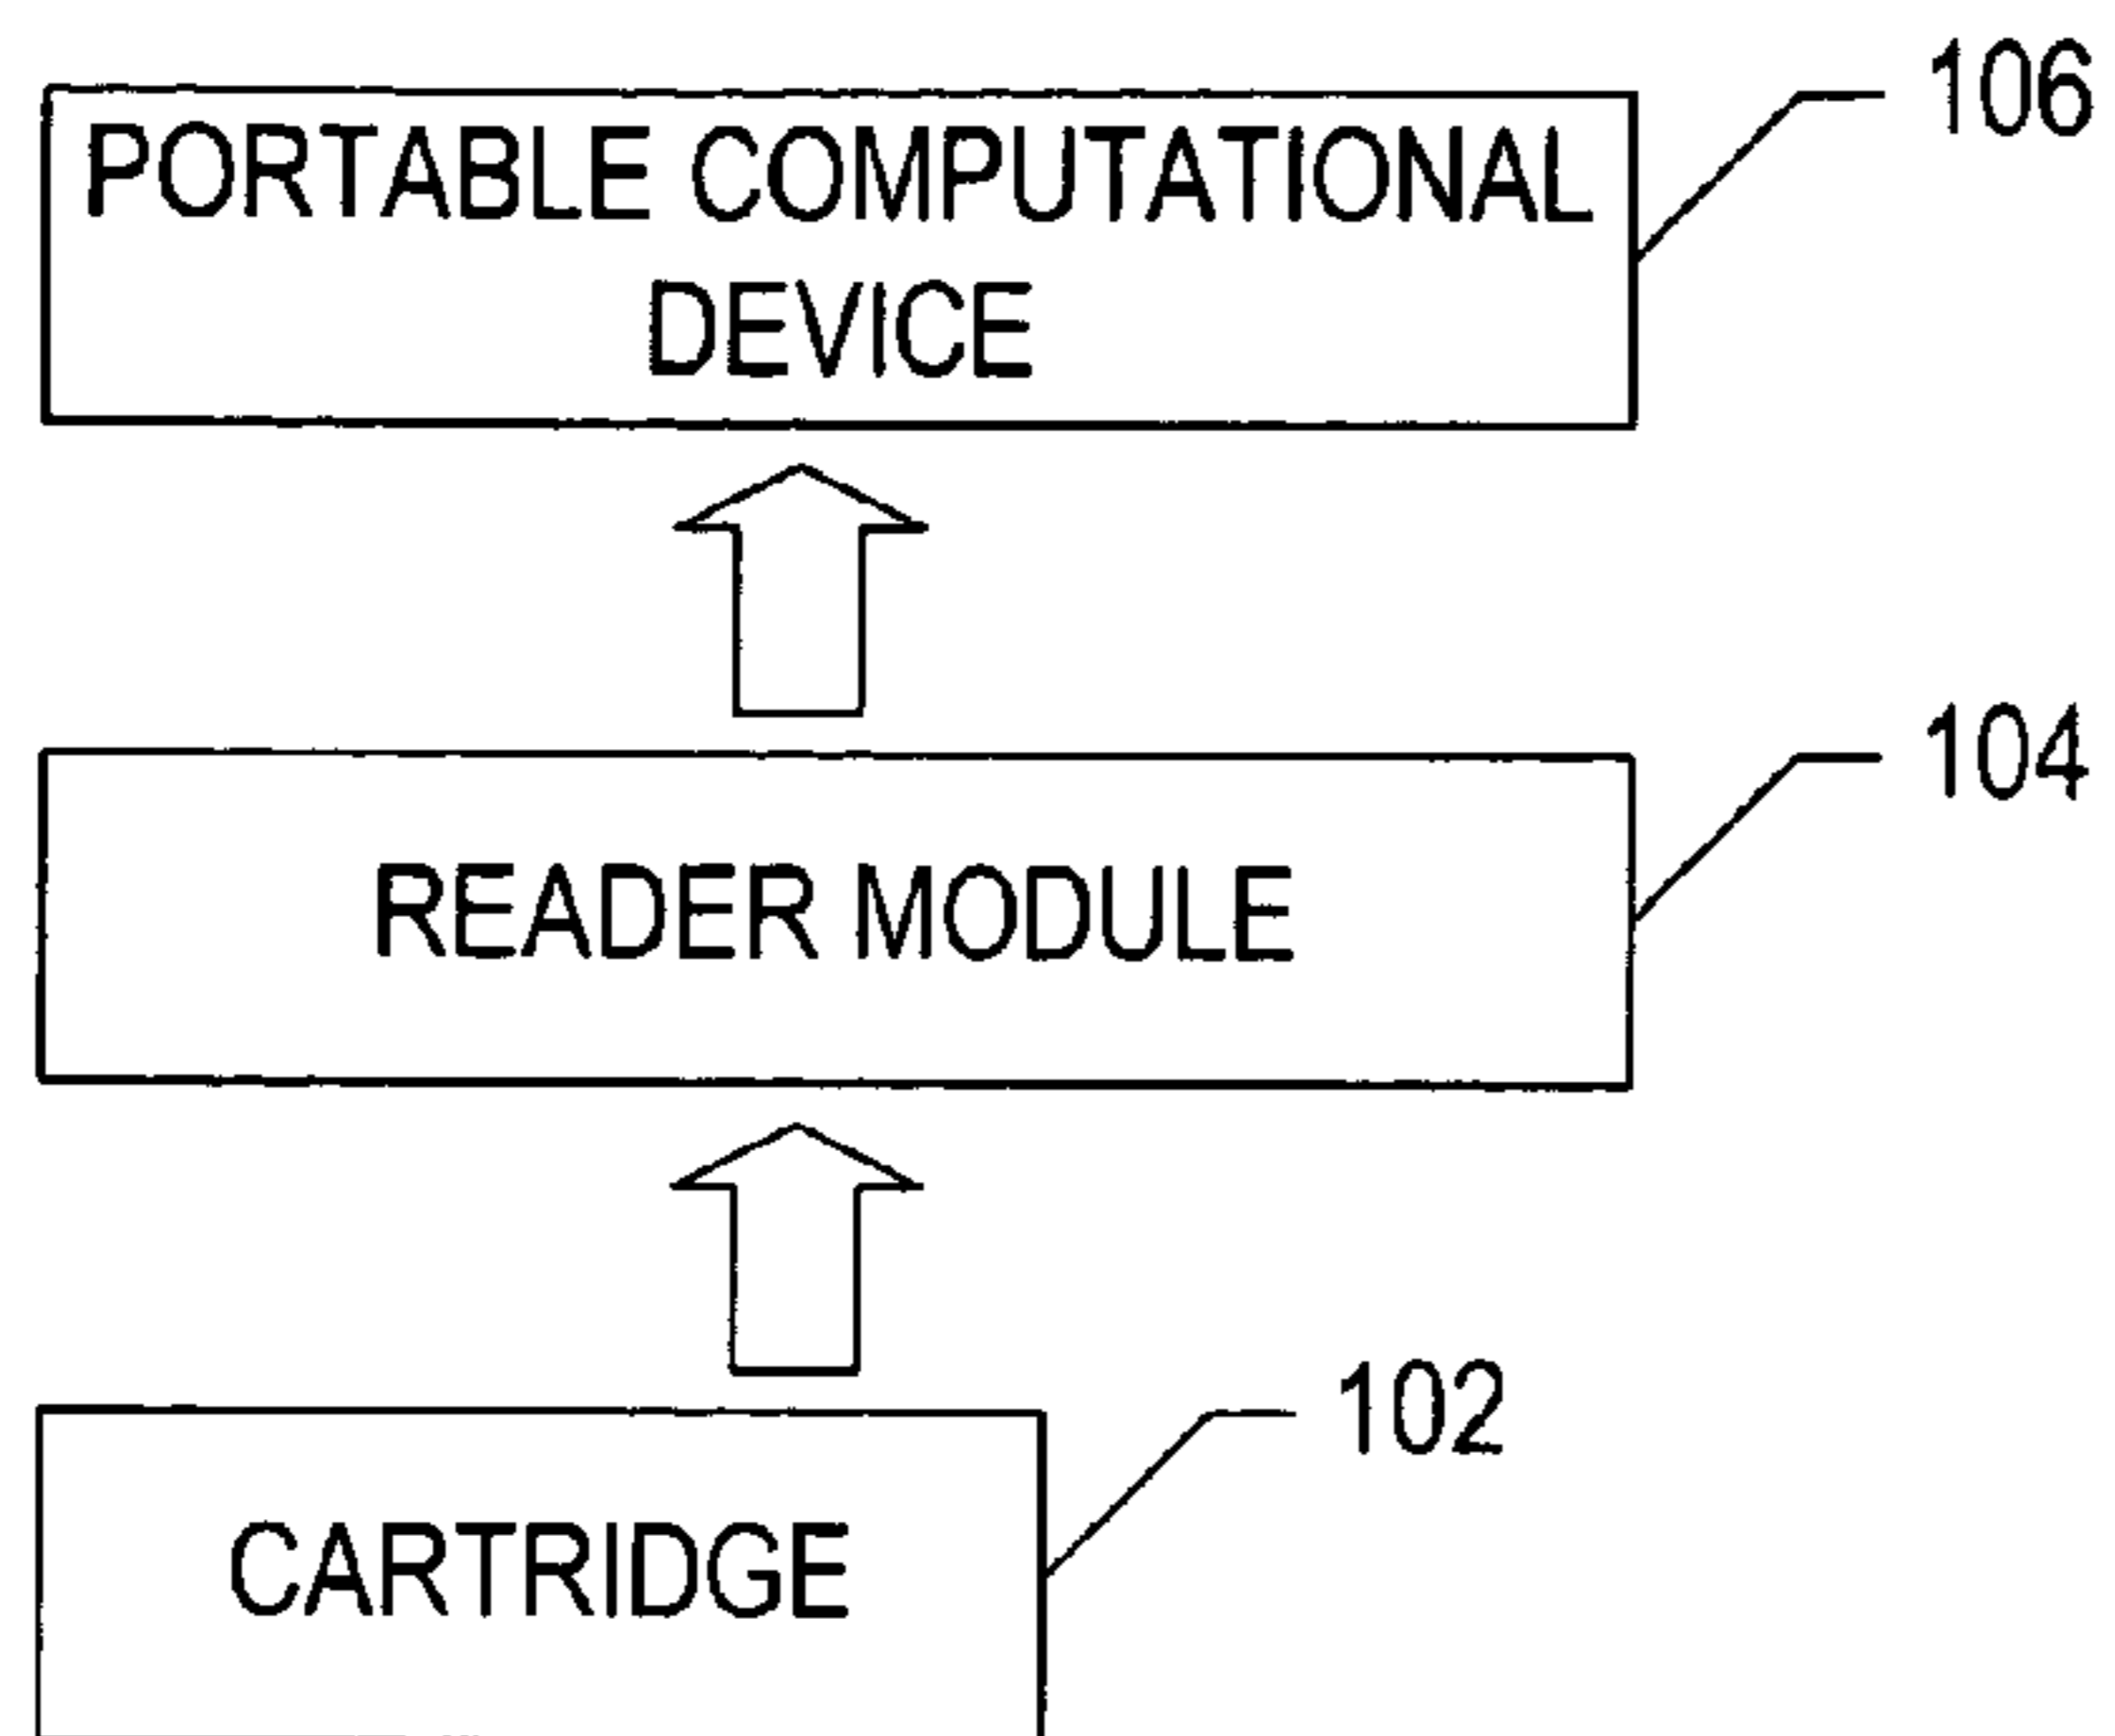 106
PORTABLE COMPUTATIONAL
DEVICE
104
READER MODULE
102
CARTRIDGE